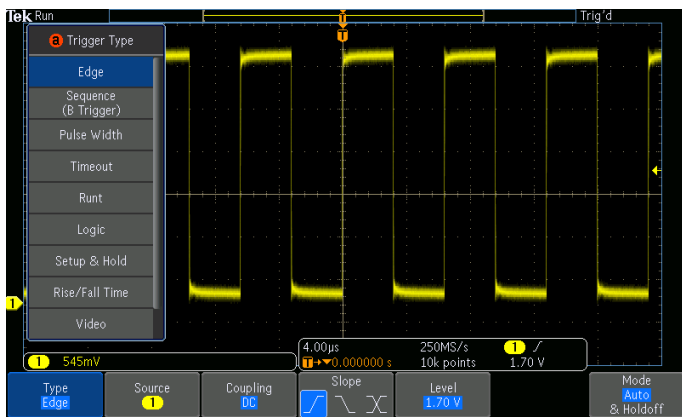 Tek Run Trig'd
T
T
a Trigger Type
Edge
Sequence
(B Trigger)
Pulse Width
Timeout
Runt
Logic
Setup & Hold
Rise/Fall Time
Video
1
1 545mV
4.00µs 250MS/s 1
T→▼0.000000 s 10k points 1.70 V
Type
Edge
Source
1
Coupling
DC
Slope
Level
1.70 V
Mode
Auto
& Holdoff